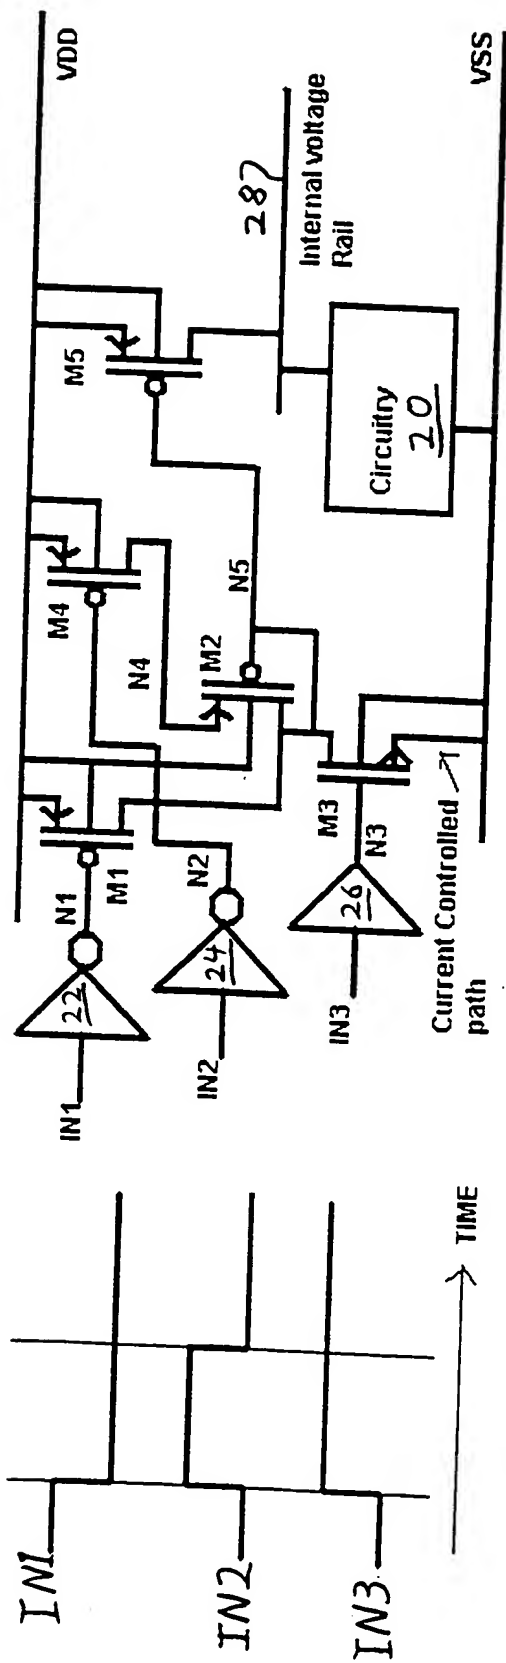 VDD
M5
M4
N4
M2
N5
M1
N1
22
IN1
N2
24
IN2
M3
N3
26
IN3
287
Internal voltage
Rail
Circuitry
20
VSS
Current Controlled
path
IN1
IN2
IN3
TIME